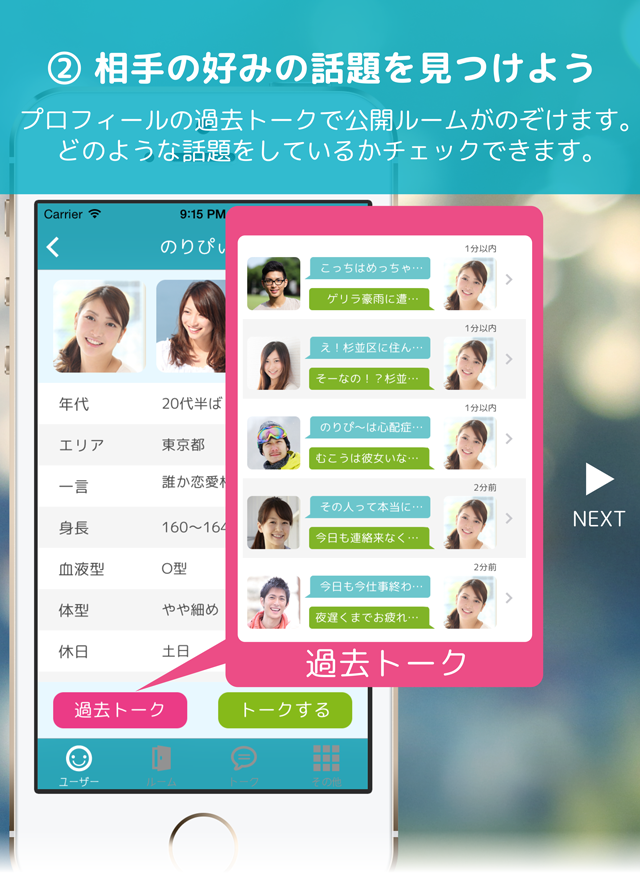 ② 相手の好みの話題を見つけよう
プロフィールの過去トークで公開ルームがのぞけます。
どのような話題をしているかチェックできます。
Carrier 9:15 PM
のりぴぃ
年代 20代半ば
エリア 東京都
一言 誰か恋愛相
身長 160〜164
血液型 O型
体型 やや細め
休日 土日
1分以内
こっちはめっちゃ…
ゲリラ豪雨に遭…
1分以内
え！杉並区に住ん…
そーなの！？杉並…
1分以内
のりぴ〜は心配症…
むこうは彼女いな…
2分前
その人って本当に…
今日も連絡来なく…
2分前
今日も今仕事終わ…
夜遅くまでお疲れ…
過去トーク
NEXT
過去トーク トークする
ユーザー ルーム トーク その他